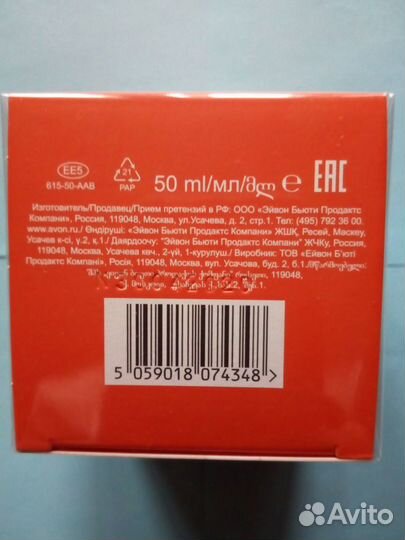 EE5
615-50-AAB
21
PAP
50 ml/мл/მლ ℮ EAC
Изготовитель/Продавец/Прием претензий в РФ: ООО «Эйвон Бьюти Продактс
Компани», Россия, 119048, Москва, ул.Усачева, д. 2, стр.1. Тел: (495) 792 36 00.
www.avon.ru./ Өндіруші: «Эйвон Бьюти Продактс Компани» ЖШҚ, Ресей, Маскеу,
Усачев к-сі, ү.2, қ.1./ Даярдоочу: "Эйвон Бьюти Продактс Компани" ЖЧКу, Россия,
119048, Москва, Усачева көч., 2-үй, 1-курулуш./ Виробник: ТОВ «Ейвон Б'юті
Продактс Компані», Росія, 119048, Москва, вул. Усачова, буд. 2, б.1./მწარმოებელი:
119048,
5 059018 074348 >
Avito